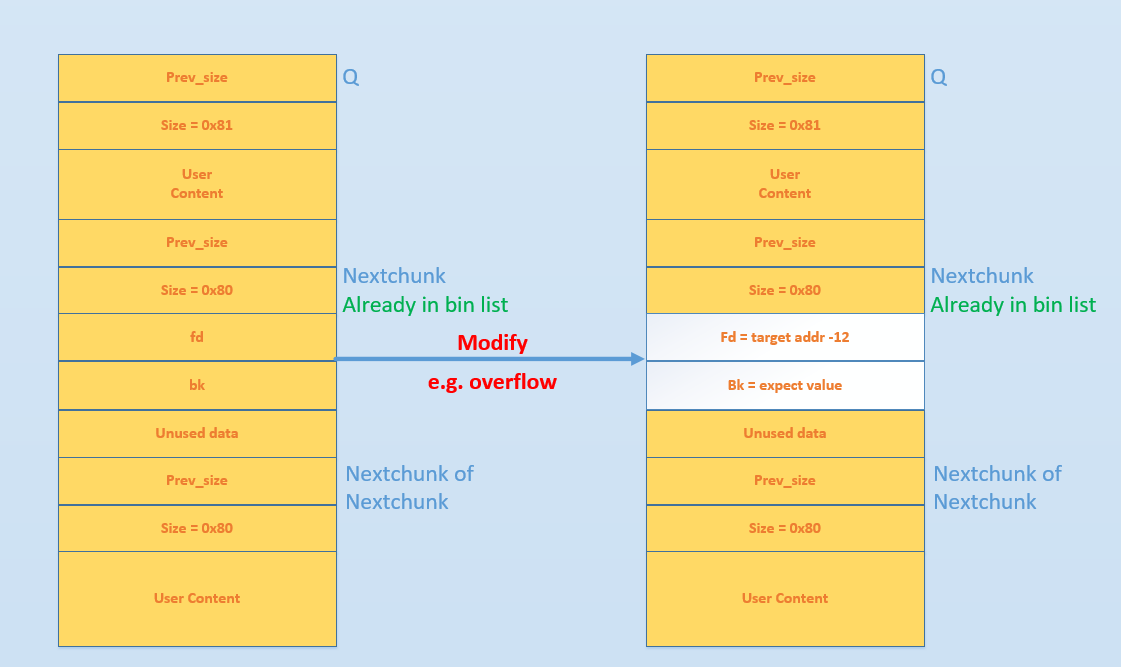 Prev_size
Q
Size = 0x81
User
Content
Prev_size
Size = 0x80
Nextchunk
Already in bin list
fd
bk
Unused data
Prev_size
Nextchunk of
Nextchunk
Size = 0x80
User Content
Modify
e.g. overflow
Prev_size
Q
Size = 0x81
User
Content
Prev_size
Size = 0x80
Nextchunk
Already in bin list
Fd = target addr -12
Bk = expect value
Unused data
Prev_size
Nextchunk of
Nextchunk
Size = 0x80
User Content